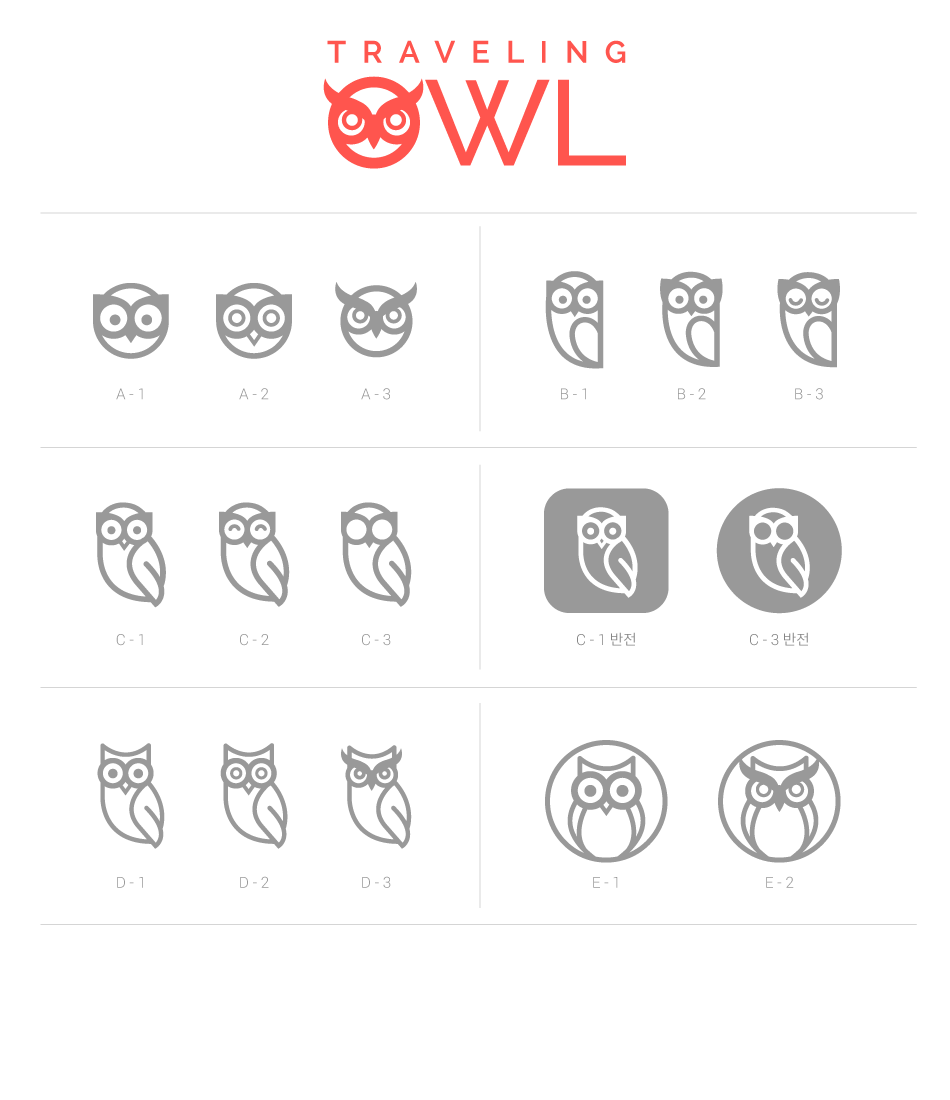 TRAVELING
OWL
A - 1
A - 2
A - 3
B - 1
B - 2
B - 3
C - 1
C - 2
C - 3
C - 1 반전
C - 3 반전
D - 1
D - 2
D - 3
E - 1
E - 2